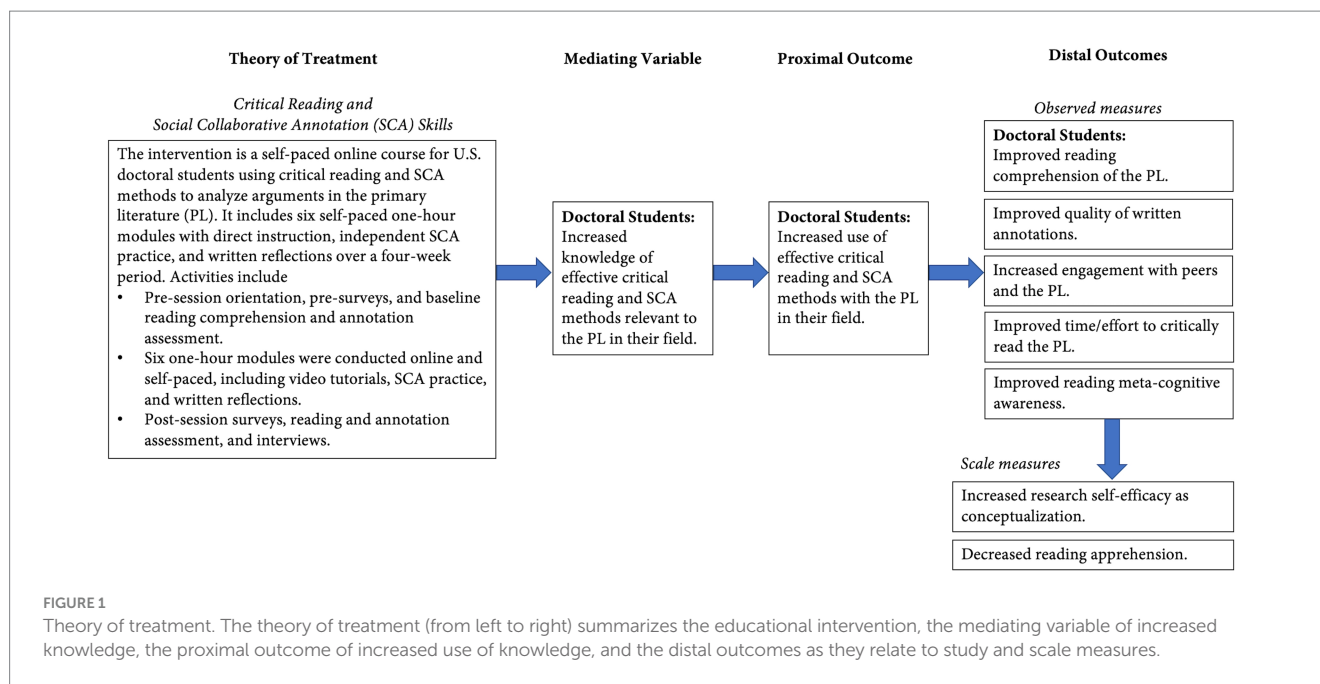 Theory of Treatment
Critical Reading and
Social Collaborative Annotation (SCA) Skills
The intervention is a self-paced online course for U.S.
doctoral students using critical reading and SCA
methods to analyze arguments in the primary
literature (PL). It includes six self-paced one-hour
modules with direct instruction, independent SCA
practice, and written reflections over a four-week
period. Activities include
• Pre-session orientation, pre-surveys, and baseline
reading comprehension and annotation
assessment.
• Six one-hour modules were conducted online and
self-paced, including video tutorials, SCA practice,
and written reflections.
• Post-session surveys, reading and annotation
assessment, and interviews.
Mediating Variable
Doctoral Students:
Increased
knowledge of
effective critical
reading and SCA
methods relevant to
the PL in their field.
Proximal Outcome
Doctoral Students:
Increased use of
effective critical
reading and SCA
methods with the PL
in their field.
Distal Outcomes
Observed measures
Doctoral Students:
Improved reading
comprehension of the PL.
Improved quality of written
annotations.
Increased engagement with peers
and the PL.
Improved time/effort to critically
read the PL.
Improved reading meta-cognitive
awareness.
Scale measures
Increased research self-efficacy as
conceptualization.
Decreased reading apprehension.
FIGURE 1
Theory of treatment. The theory of treatment (from left to right) summarizes the educational intervention, the mediating variable of increased
knowledge, the proximal outcome of increased use of knowledge, and the distal outcomes as they relate to study and scale measures.